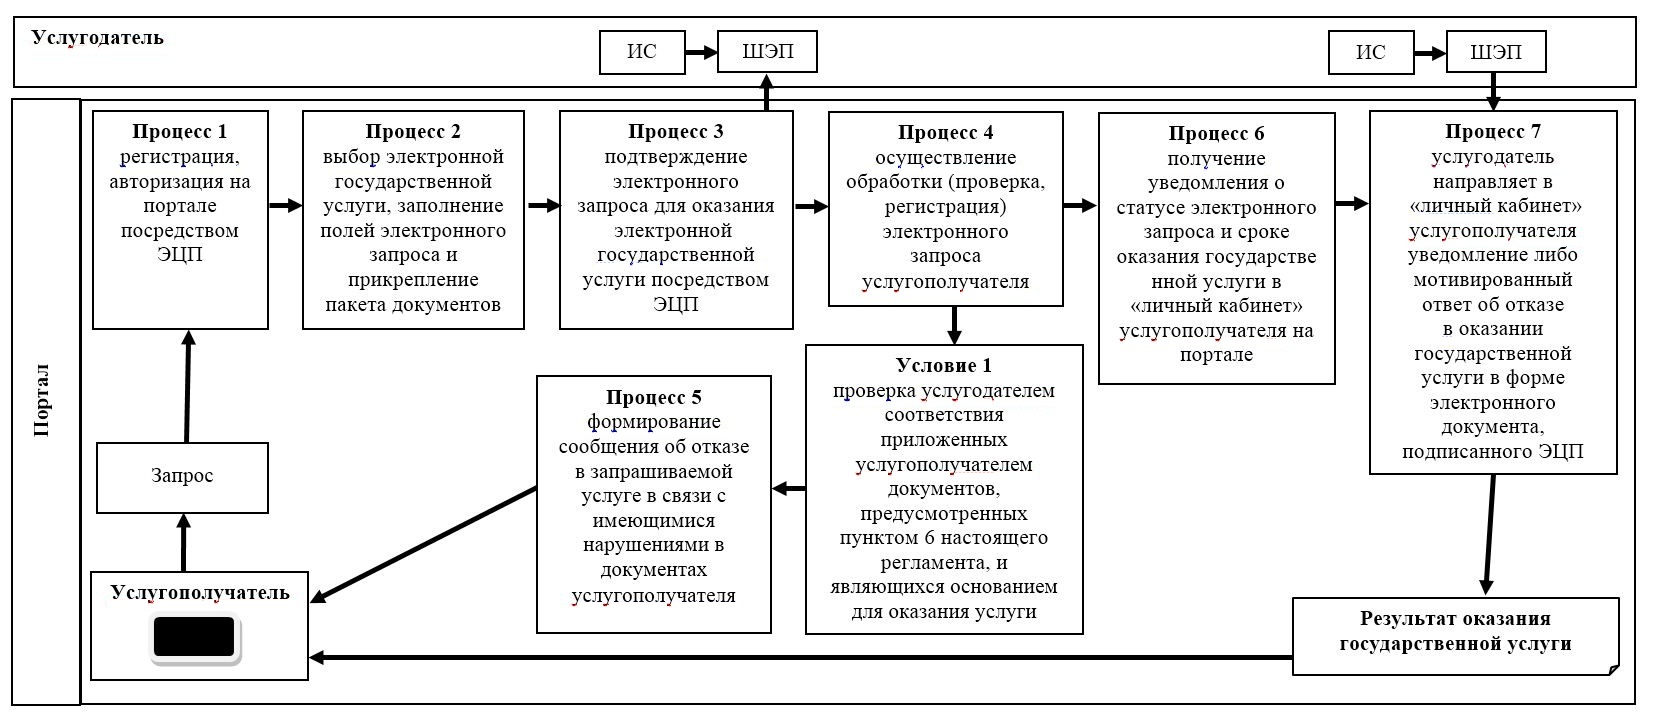 Услугодатель
ИС
ШЭП
ИС
ШЭП
Портал
Процесс 1
регистрация,
авторизация на
портале
посредством
ЭЦП
Процесс 2
выбор электронной
государственной
услуги, заполнение
полей электронного
запроса и
прикрепление
пакета документов
Процесс 3
подтверждение
электронного
запроса для оказания
электронной
государственной
услуги посредством
ЭЦП
Процесс 4
осуществление
обработки (проверка,
регистрация)
электронного
запроса
услугополучателя
Процесс 6
получение
уведомления о
статусе электронного
запроса и сроке
оказания государстве
нной услуги в
«личный кабинет»
услугополучателя на
портале
Процесс 7
услугодатель
направляет в
«личный кабинет»
услугополучателя
уведомление либо
мотивированный
ответ об отказе
в оказании
государственной
услуги в форме
электронного
документа,
подписанного ЭЦП
Условие 1
проверка услугодателем
соответствия
приложенных
услугополучателем
документов,
предусмотренных
пунктом 6 настоящего
регламента, и
являющихся основанием
для оказания услуги
Процесс 5
формирование
сообщения об отказе
в запрашиваемой
услуге в связи с
имеющимися
нарушениями в
документах
услугополучателя
Запрос
Услугополучатель
Результат оказания
государственной услуги